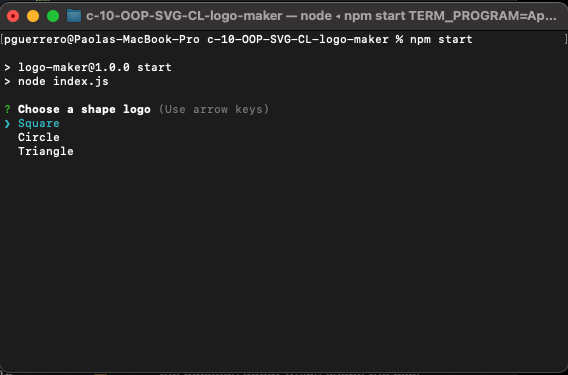 c-10-OOP-SVG-CL-logo-maker — node ◂ npm start TERM_PROGRAM=Ap...
[pguerrero@Paolas-MacBook-Pro c-10-OOP-SVG-CL-logo-maker % npm start ]
> logo-maker@1.0.0 start
> node index.js
? Choose a shape logo (Use arrow keys)
❯ Square
Circle
Triangle